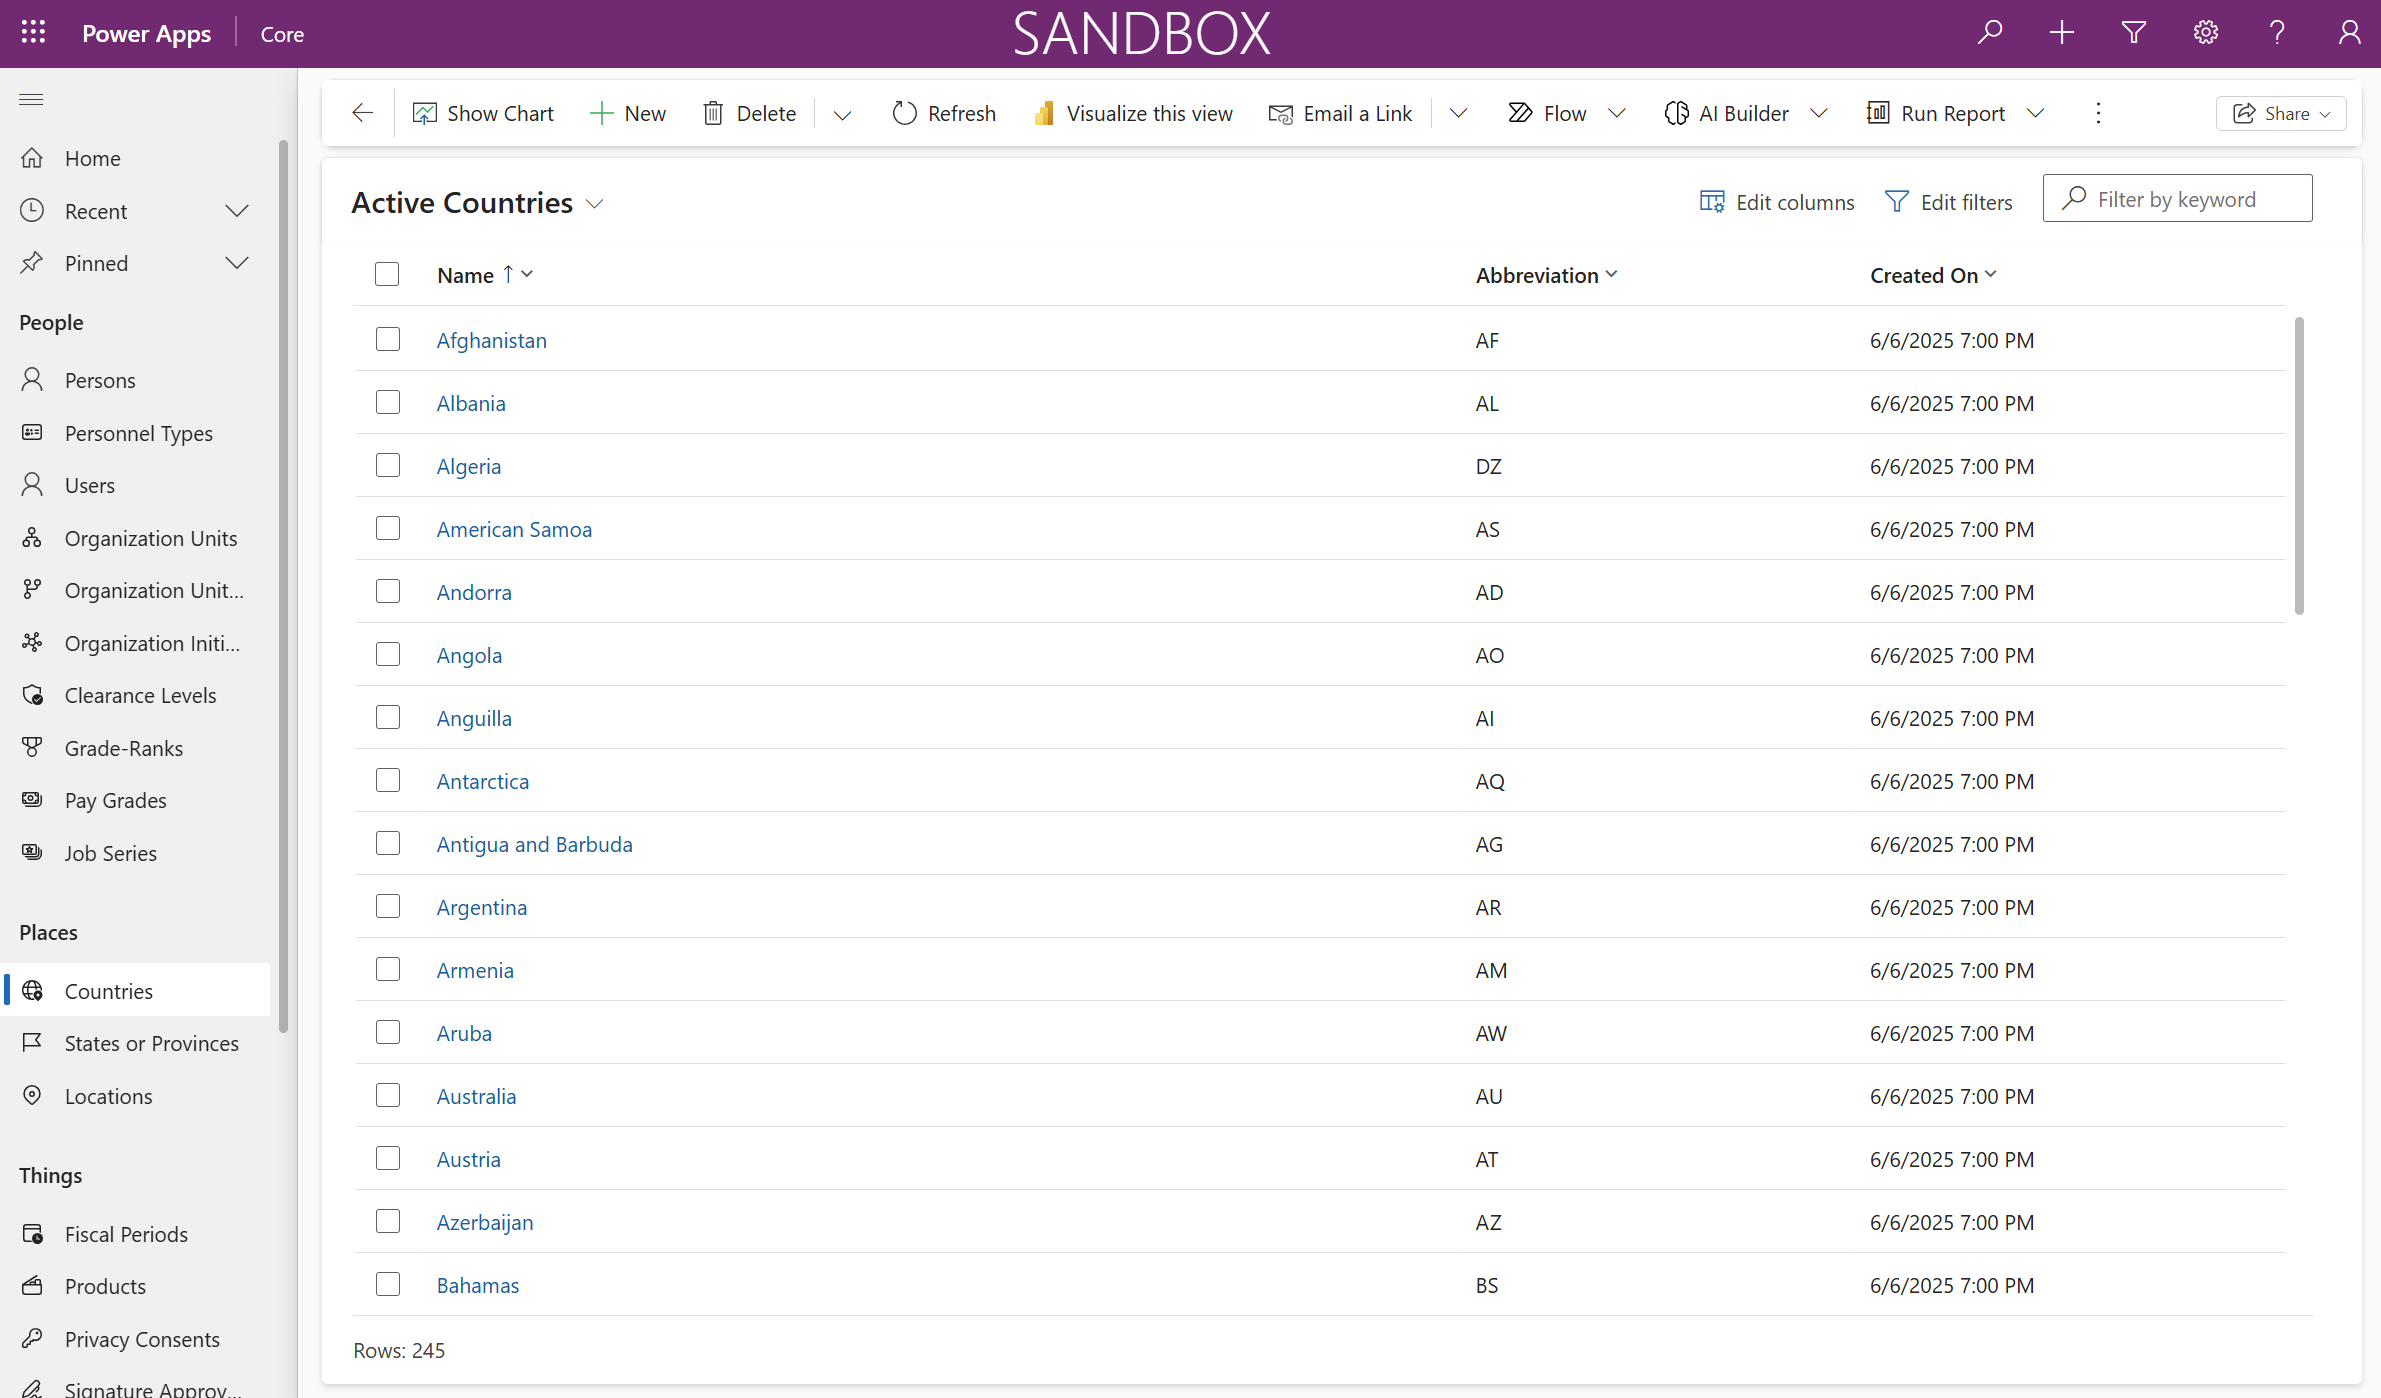 Power Apps Core SANDBOX
Show Chart New Delete Refresh Visualize this view Email a Link Flow AI Builder Run Report Share
Home
Recent
Pinned
People
Persons
Personnel Types
Users
Organization Units
Organization Unit...
Organization Initi...
Clearance Levels
Grade-Ranks
Pay Grades
Job Series
Places
Countries
States or Provinces
Locations
Things
Fiscal Periods
Products
Privacy Consents
Signature Approv...
Active Countries Edit columns Edit filters Filter by keyword
Name ↑ Abbreviation Created On
Afghanistan AF 6/6/2025 7:00 PM
Albania AL 6/6/2025 7:00 PM
Algeria DZ 6/6/2025 7:00 PM
American Samoa AS 6/6/2025 7:00 PM
Andorra AD 6/6/2025 7:00 PM
Angola AO 6/6/2025 7:00 PM
Anguilla AI 6/6/2025 7:00 PM
Antarctica AQ 6/6/2025 7:00 PM
Antigua and Barbuda AG 6/6/2025 7:00 PM
Argentina AR 6/6/2025 7:00 PM
Armenia AM 6/6/2025 7:00 PM
Aruba AW 6/6/2025 7:00 PM
Australia AU 6/6/2025 7:00 PM
Austria AT 6/6/2025 7:00 PM
Azerbaijan AZ 6/6/2025 7:00 PM
Bahamas BS 6/6/2025 7:00 PM
Rows: 245